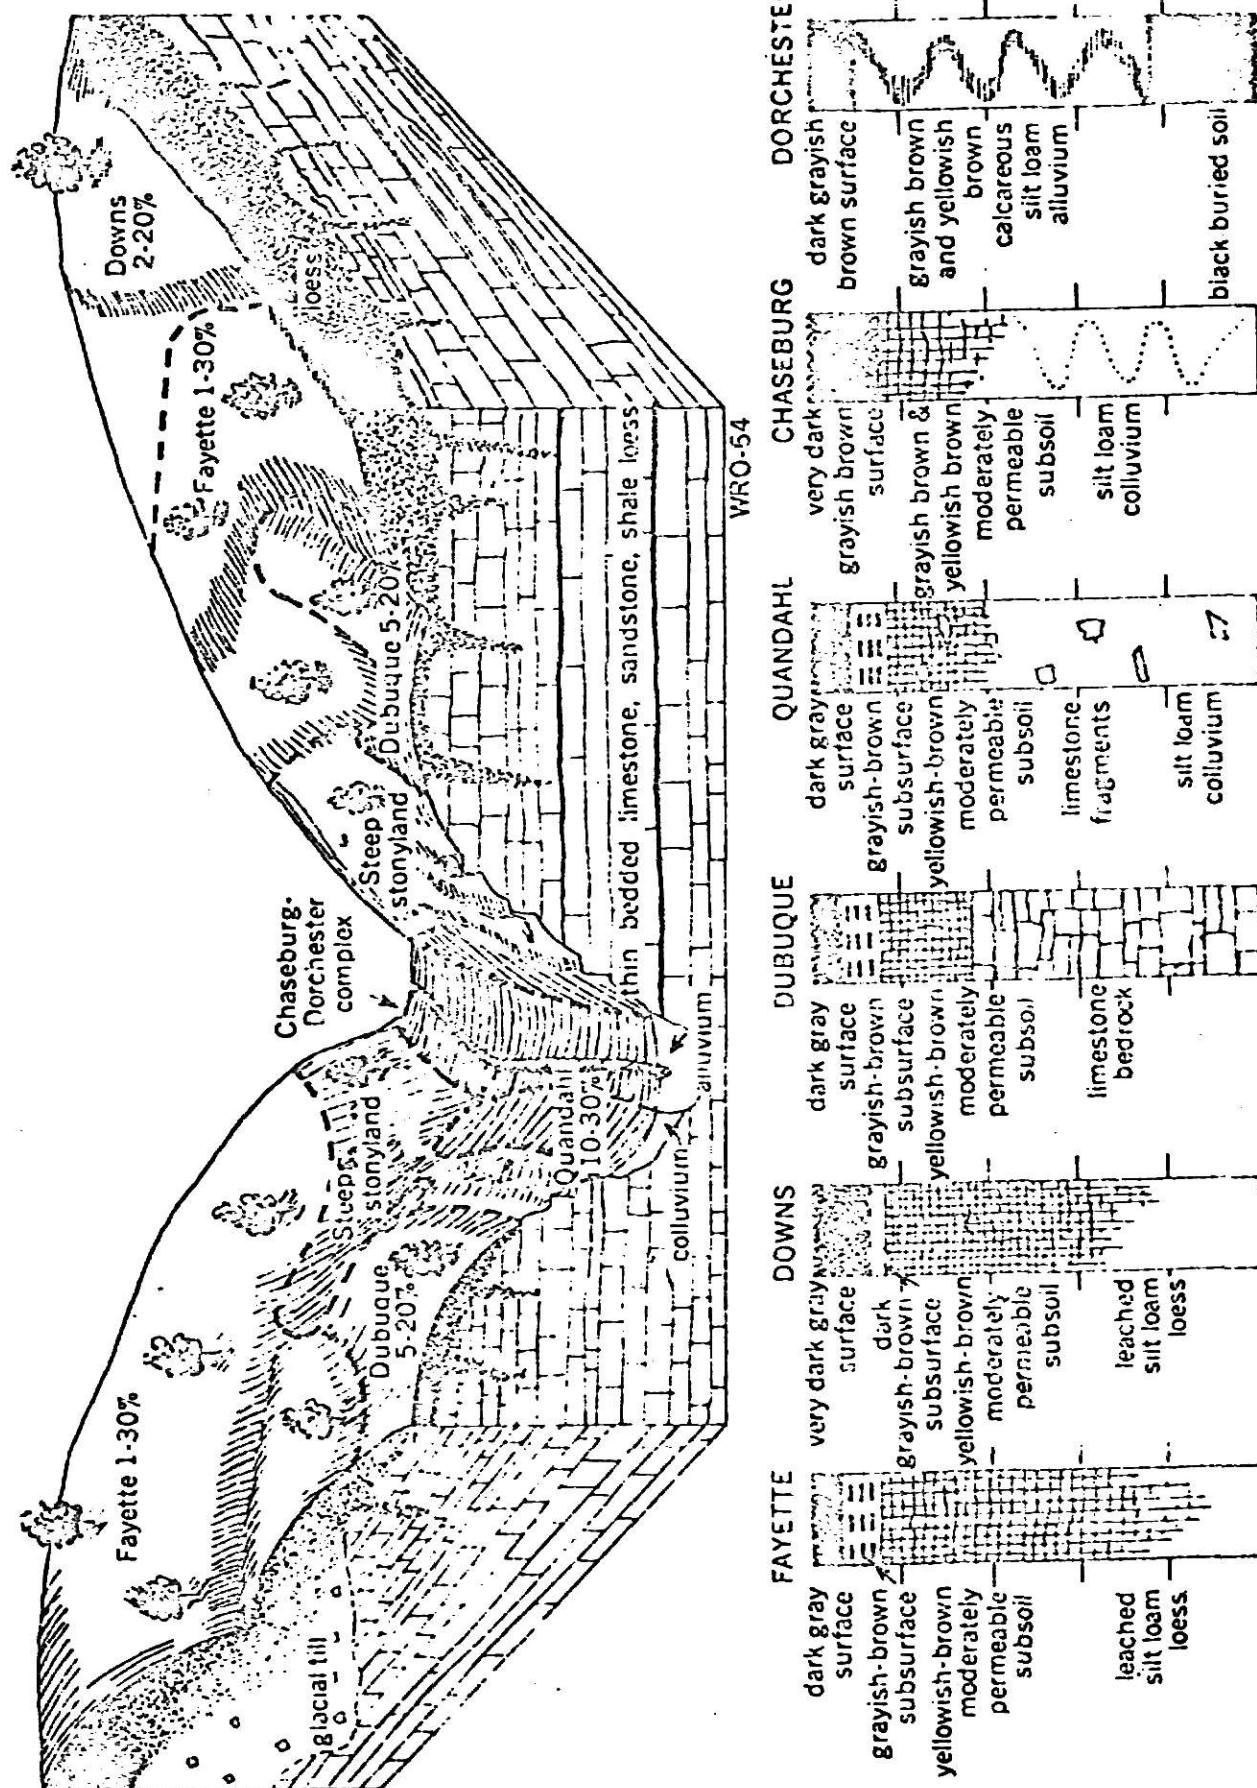 Fayette 1-30%
glacial till
Dubuque
5-20%
Steep
stonyland
Quandahl
10-30%
colluvium
alluvium
Chaseburg-
Dorchester
complex
Steep
stonyland
Dubuque 5-20%
Fayette 1-30%
Downs
2-20%
loess
thin bedded limestone, sandstone, shale loess
WRO-54
FAYETTE
dark gray
surface
grayish-brown
subsurface
yellowish-brown
moderately
permeable
subsoil
leached
silt loam
loess
DOWNS
very dark gray
surface
dark
grayish-brown
subsurface
yellowish-brown
moderately
permeable
subsoil
leached
silt loam
loess
DUBUQUE
dark gray
surface
grayish-brown
subsurface
yellowish-brown
moderately
permeable
subsoil
limestone
bedrock
QUANDAHL
dark gray
surface
grayish-brown
subsurface
yellowish-brown
moderately
permeable
subsoil
limestone
fragments
silt loam
colluvium
CHASEBURG
very dark
grayish brown
surface
grayish brown &
yellowish brown
moderately
permeable
subsoil
silt loam
colluvium
DORCHESTE
dark grayish
brown surface
grayish brown
and yellowish
brown
calcareous
silt loam
alluvium
black buried soil